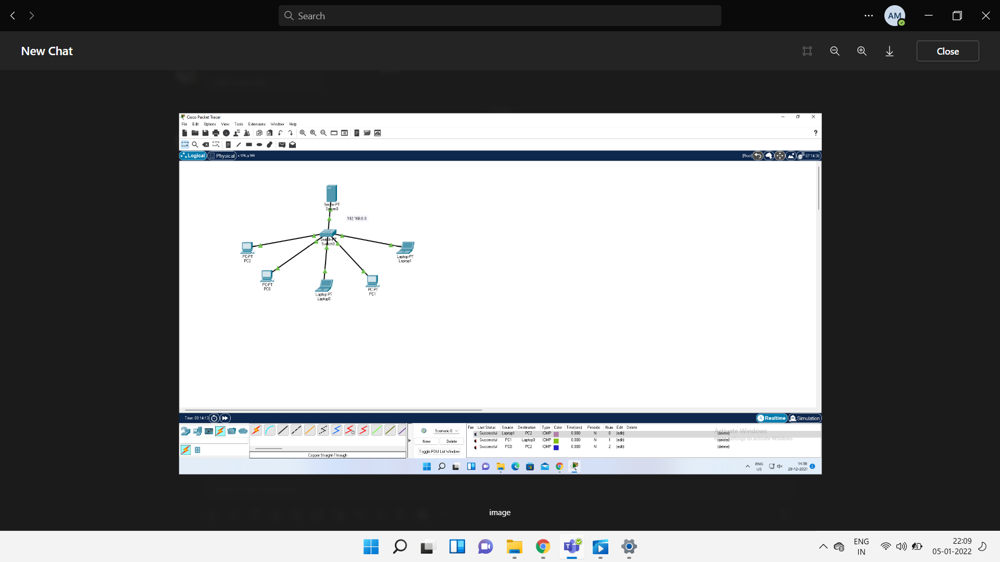 Search
AM
New Chat
Close
Cisco Packet Tracer
File Edit Options View Tools Extensions Window Help
?
Logical Physical x: 1016, y: 508
[Root] 07:14:30
Server-PT
Server0
192.168.0.0
Switch-PT
Switch0
PC-PT
PC2
Laptop-PT
Laptop1
PC-PT
PC0
PC-PT
PC1
Laptop-PT
Laptop0
Time: 00:14:13
Realtime Simulation
Scenario 0
New Delete
Toggle PDU List Window
Copper Straight-Through
Fire Last Status Source Destination Type Color Time(sec) Periodic Num Edit Delete
Successful Laptop1 PC2 ICMP 0.000 N 0 (edit) (delete)
Successful PC1 Laptop0 ICMP 0.000 N 1 (edit) (delete)
Successful PC0 PC2 ICMP 0.000 N 2 (edit) (delete)
Activate Windows
Settings to activate Windows.
ENG
US
14:36
29-12-2021
2
image
ENG
IN
22:09
05-01-2022